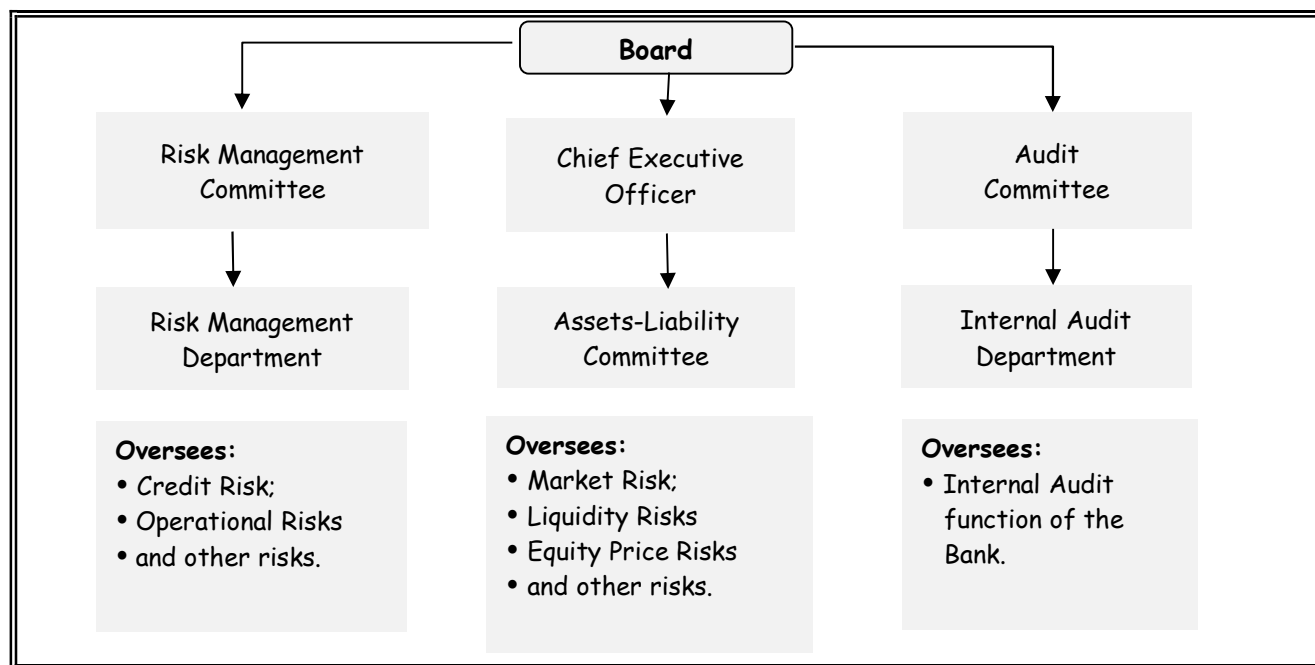 Board
Risk Management
Committee
Chief Executive
Officer
Audit
Committee
Risk Management
Department
Assets-Liability
Committee
Internal Audit
Department
Oversees:
• Credit Risk;
• Operational Risks
• and other risks.
Oversees:
• Market Risk;
• Liquidity Risks
• Equity Price Risks
• and other risks.
Oversees:
• Internal Audit
function of the
Bank.